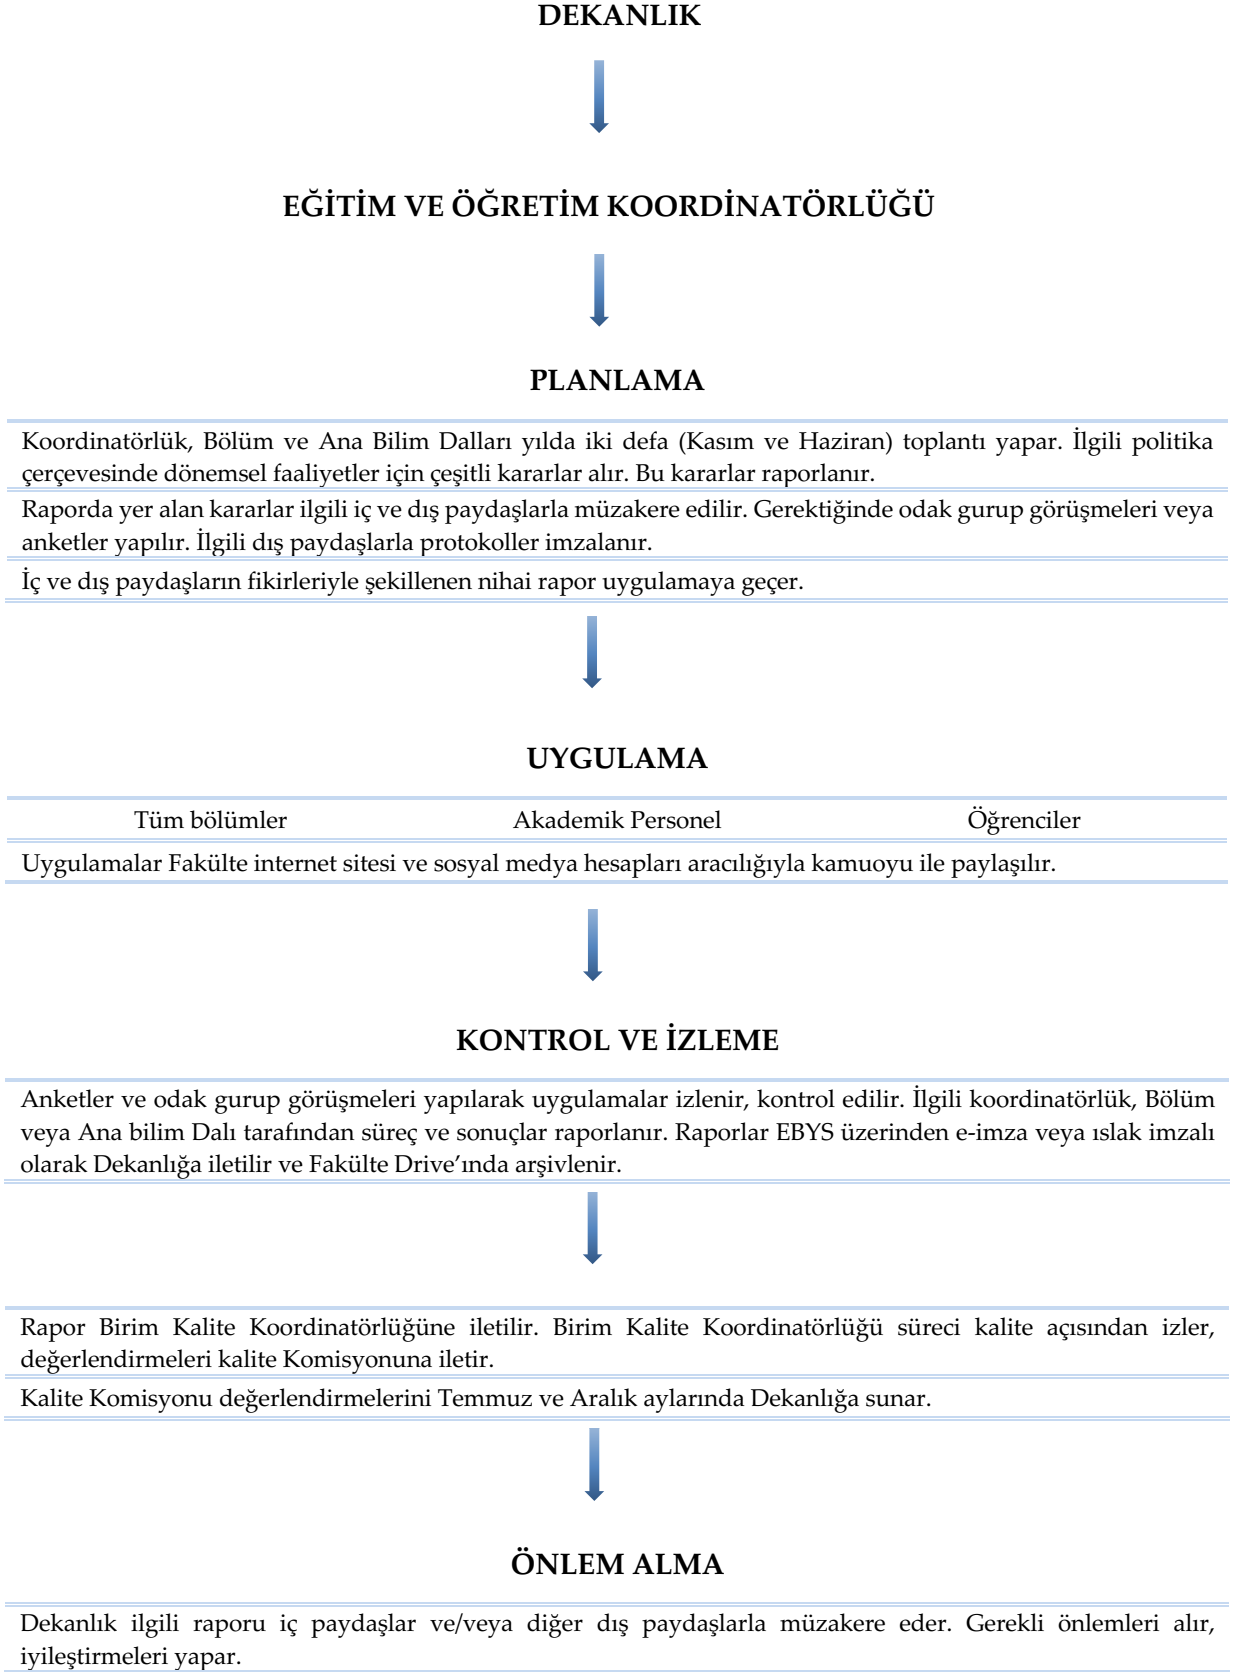 DEKANLIK
EĞİTİM VE ÖĞRETİM KOORDİNATÖRLÜĞÜ
PLANLAMA
Koordinatörlük, Bölüm ve Ana Bilim Dalları yılda iki defa (Kasım ve Haziran) toplantı yapar. İlgili politika
çerçevesinde dönemsel faaliyetler için çeşitli kararlar alır. Bu kararlar raporlanır.
Raporda yer alan kararlar ilgili iç ve dış paydaşlarla müzakere edilir. Gerektiğinde odak gurup görüşmeleri veya
anketler yapılır. İlgili dış paydaşlarla protokoller imzalanır.
İç ve dış paydaşların fikirleriyle şekillenen nihai rapor uygulamaya geçer.
UYGULAMA
Tüm bölümler Akademik Personel Öğrenciler
Uygulamalar Fakülte internet sitesi ve sosyal medya hesapları aracılığıyla kamuoyu ile paylaşılır.
KONTROL VE İZLEME
Anketler ve odak gurup görüşmeleri yapılarak uygulamalar izlenir, kontrol edilir. İlgili koordinatörlük, Bölüm
veya Ana bilim Dalı tarafından süreç ve sonuçlar raporlanır. Raporlar EBYS üzerinden e-imza veya ıslak imzalı
olarak Dekanlığa iletilir ve Fakülte Drive’ında arşivlenir.
Rapor Birim Kalite Koordinatörlüğüne iletilir. Birim Kalite Koordinatörlüğü süreci kalite açısından izler,
değerlendirmeleri kalite Komisyonuna iletir.
Kalite Komisyonu değerlendirmelerini Temmuz ve Aralık aylarında Dekanlığa sunar.
ÖNLEM ALMA
Dekanlık ilgili raporu iç paydaşlar ve/veya diğer dış paydaşlarla müzakere eder. Gerekli önlemleri alır,
iyileştirmeleri yapar.